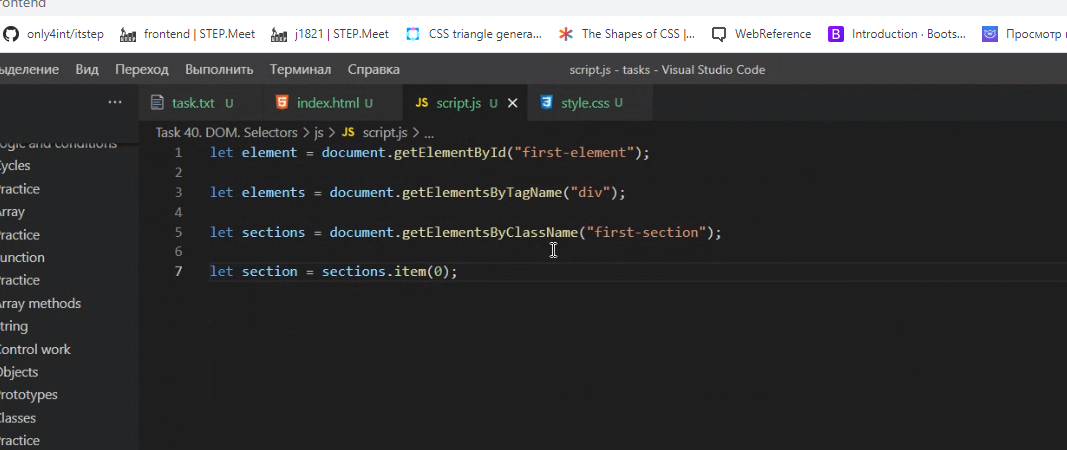 frontend
only4int/itstep frontend | STEP.Meet j1821 | STEP.Meet CSS triangle genera... The Shapes of CSS |... WebReference Introduction · Boots... Просмотр
ыделение Вид Переход Выполнить Терминал Справка script.js - tasks - Visual Studio Code
... task.txt U index.html U JS script.js U style.css U
Task 40. DOM. Selectors > js > JS script.js > ...
ogic and conditions
ycles
ractice
rray
ractice
unction
ractice
rray methods
tring
ontrol work
bjects
rototypes
lasses
ractice
1 let element = document.getElementById("first-element");
2
3 let elements = document.getElementsByTagName("div");
4
5 let sections = document.getElementsByClassName("first-section");
6
7 let section = sections.item(0);